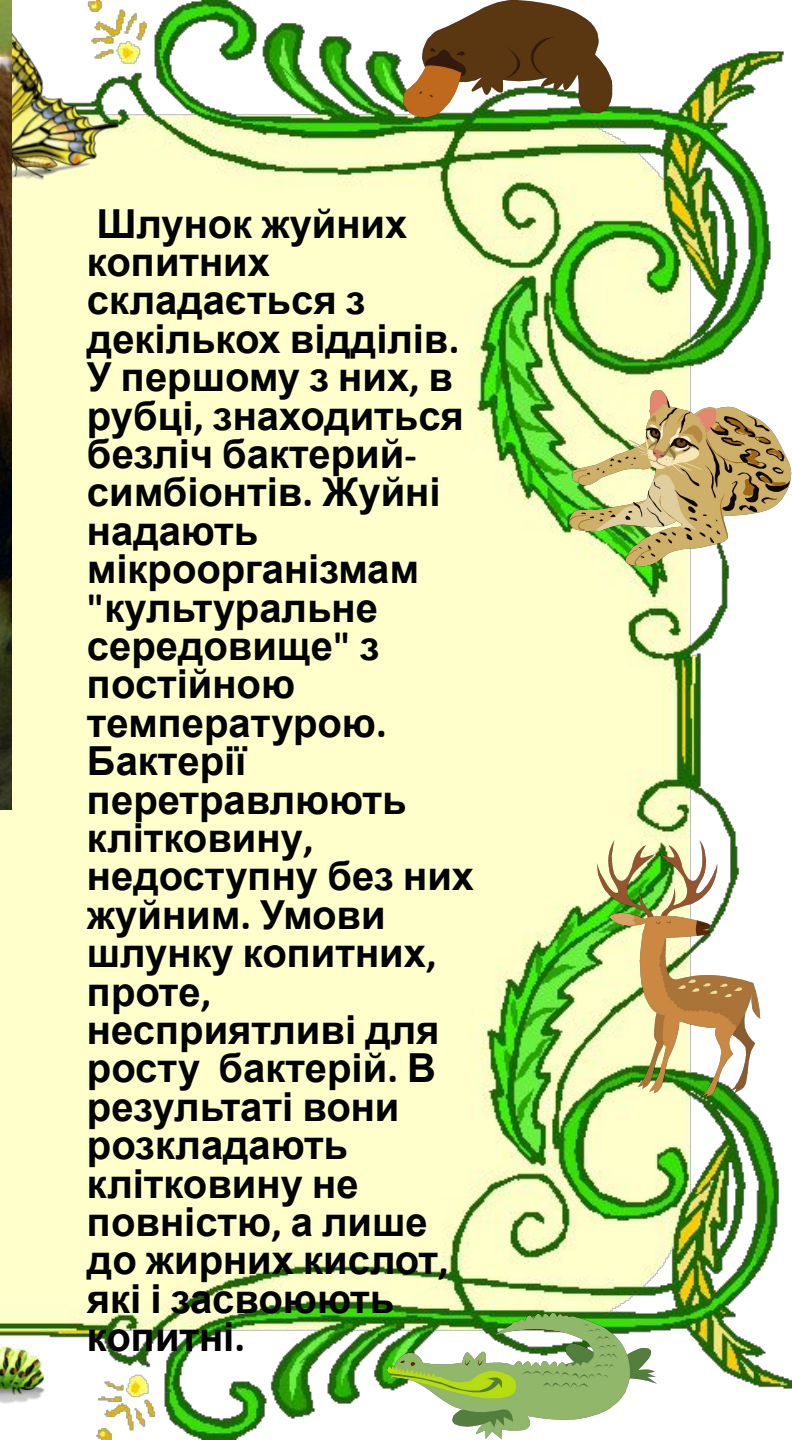 Шлунок жуйних
копитних
складається з
декількох відділів.
У першому з них, в
рубці, знаходиться
безліч бактерий-
симбіонтів. Жуйні
надають
мікроорганізмам
"культуральне
середовище" з
постійною
температурою.
Бактерії
перетравлюють
клітковину,
недоступну без них
жуйним. Умови
шлунку копитних,
проте,
несприятливі для
росту  бактерій. В
результаті вони
розкладають
клітковину не
повністю, а лише
до жирних кислот,
які і засвоюють
копитні.